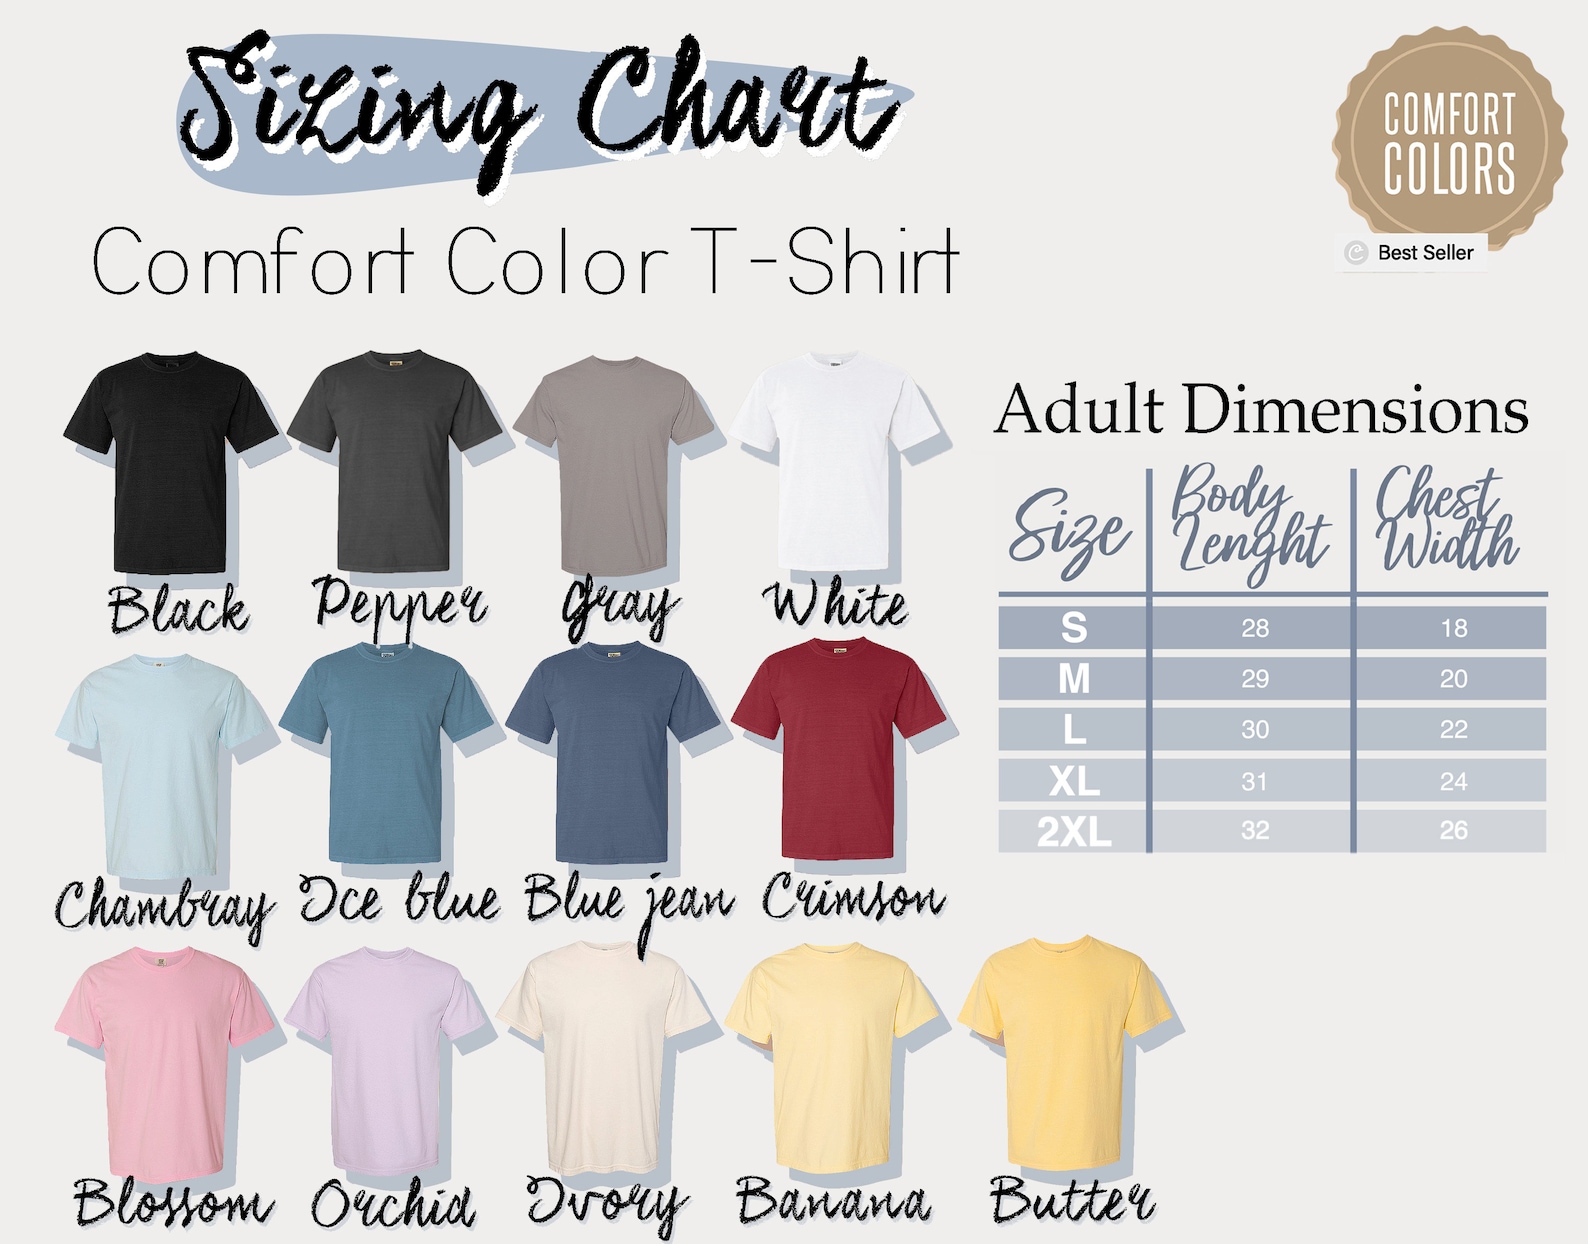 Sizing Chart
COMFORT
COLORS
Best Seller
Comfort Color T-Shirt
Black Pepper Gray White
Chambray Ice blue Blue jean Crimson
Blossom Orchid Ivory Banana Butter
Adult Dimensions
Size Body Lenght Chest Width
S 28 18
M 29 20
L 30 22
XL 31 24
2XL 32 26